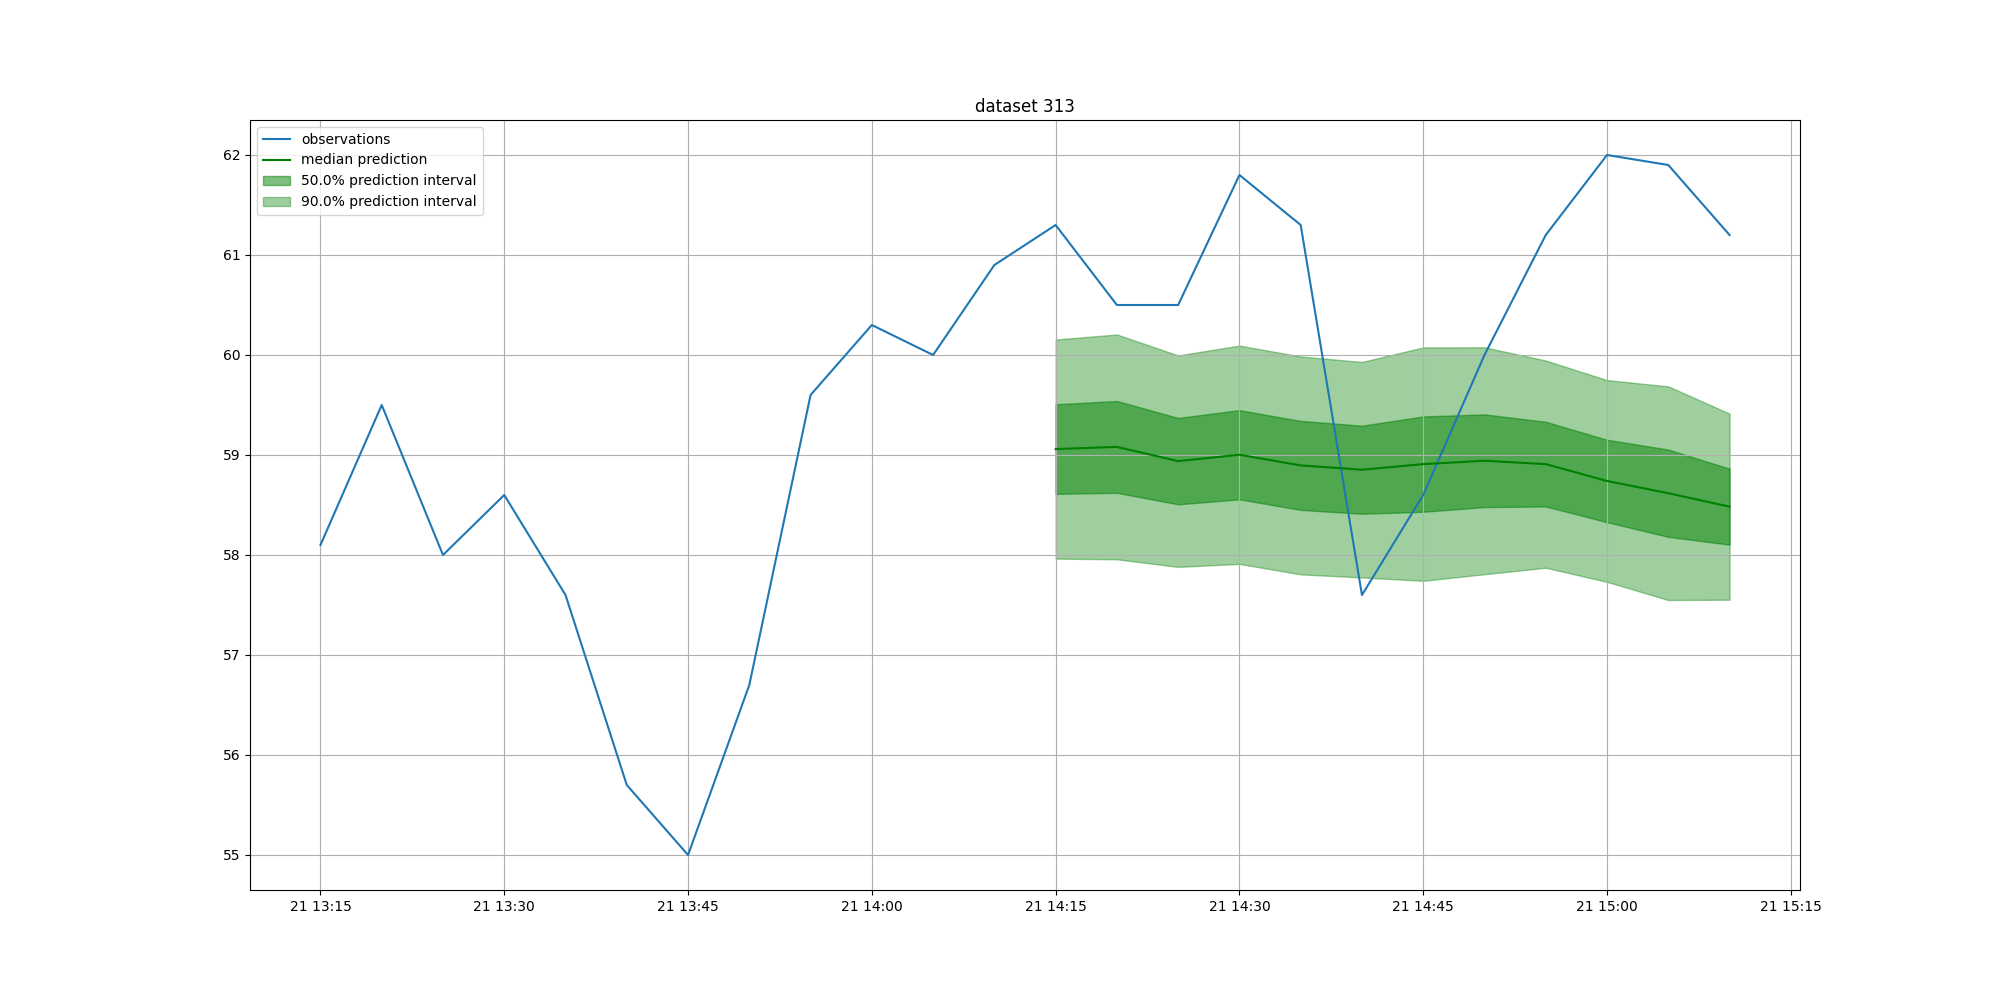 dataset 313
observations
median prediction
50.0% prediction interval
90.0% prediction interval
62
61
60
59
58
57
56
55
21 13:15 21 13:30 21 13:45 21 14:00 21 14:15 21 14:30 21 14:45 21 15:00 21 15:15